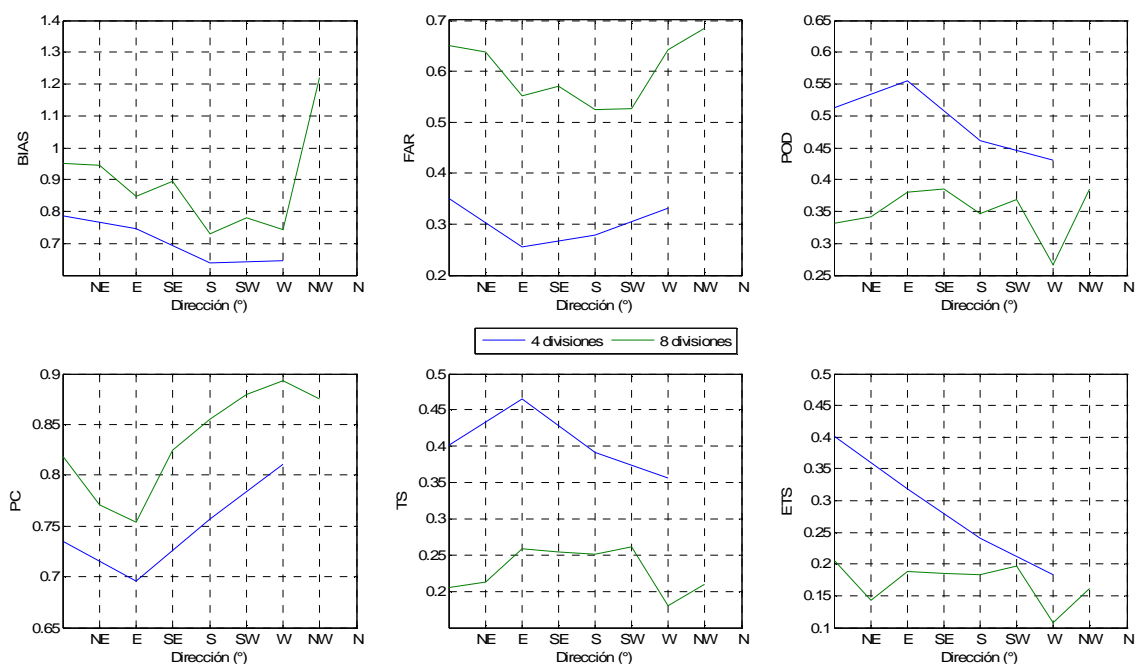 1.4
1.3
1.2
1.1
1
0.9
0.8
0.7
BIAS
NE E SE S SW W NW N
Dirección (°)
0.7
0.6
0.5
0.4
0.3
0.2
FAR
NE E SE S SW W NW N
Dirección (°)
0.65
0.6
0.55
0.5
0.45
0.4
0.35
0.3
0.25
POD
NE E SE S SW W NW N
Dirección (°)
4 divisiones 8 divisiones
0.9
0.85
0.8
0.75
0.7
0.65
PC
NE E SE S SW W NW N
Dirección (°)
0.5
0.45
0.4
0.35
0.3
0.25
0.2
TS
NE E SE S SW W NW N
Dirección (°)
0.5
0.45
0.4
0.35
0.3
0.25
0.2
0.15
0.1
ETS
NE E SE S SW W NW N
Dirección (°)